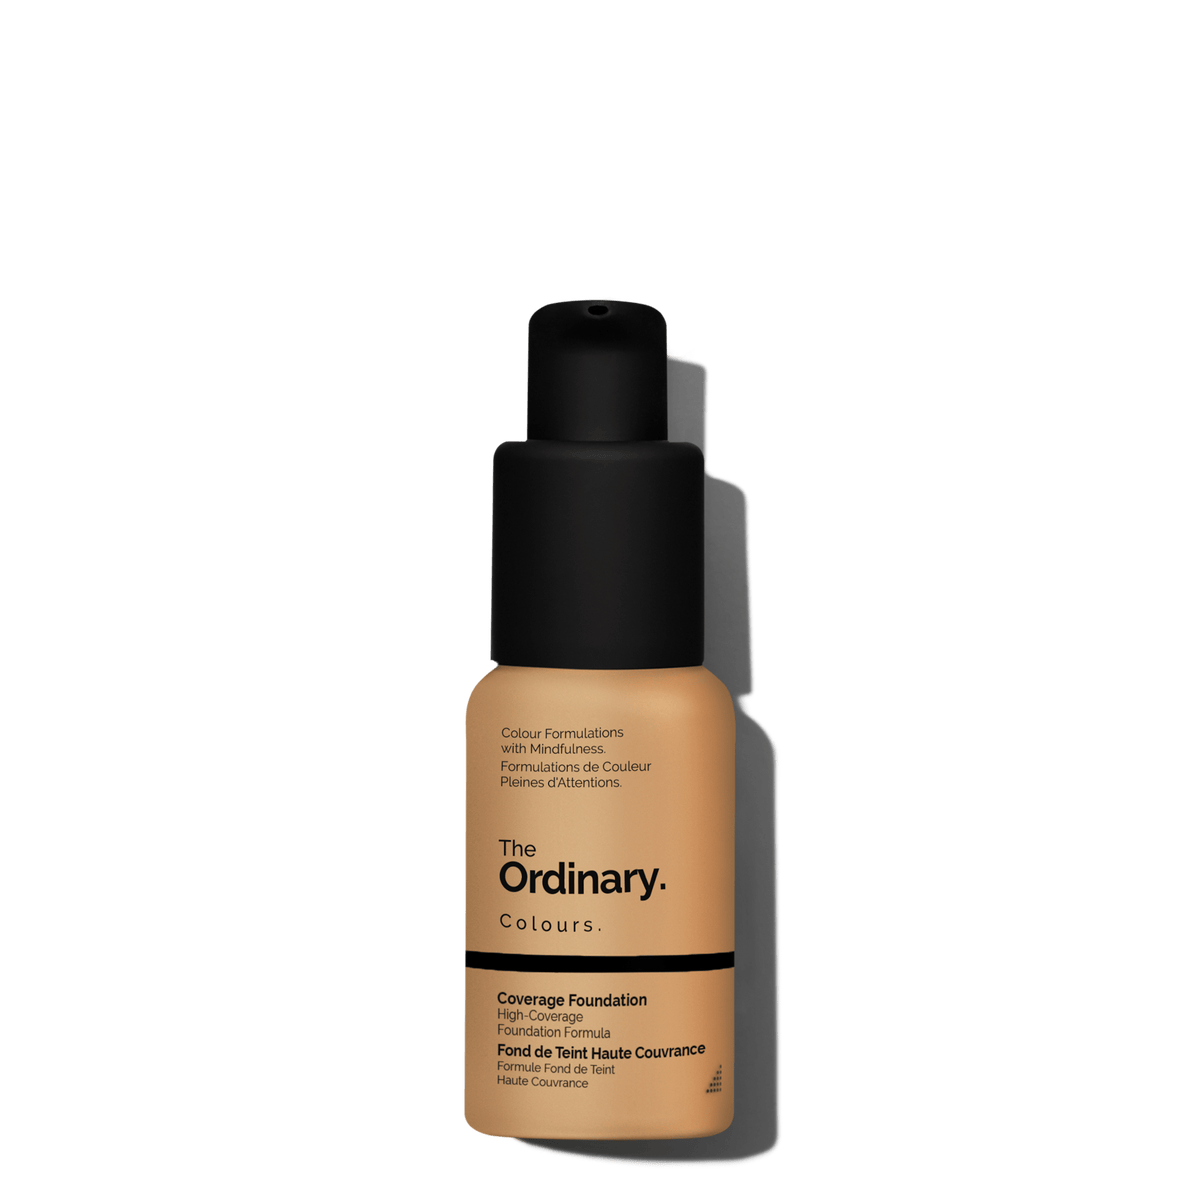 Colour Formulations
with Mindfulness.
Formulations de Couleur
Pleines d'Attentions.
The
Ordinary.
Colours.
Coverage Foundation
High-Coverage
Foundation Formula
Fond de Teint Haute Couvrance
Formule Fond de Teint
Haute Couvrance